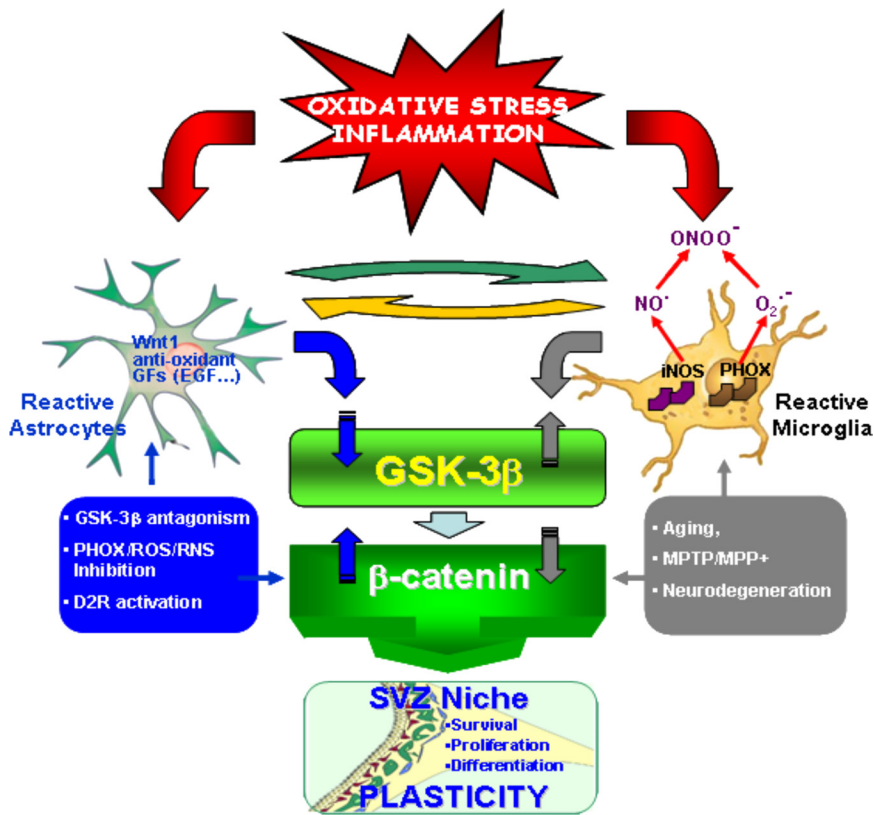 OXIDATIVE STRESS
INFLAMMATION
ONOO⁻
NO·
O₂·⁻
Wnt1
anti-oxidant
GFs (EGF...)
iNOS
PHOX
Reactive
Astrocytes
Reactive
Microglia
GSK-3β
▪ GSK-3β antagonism
▪ PHOX/ROS/RNS
Inhibition
▪ D2R activation
β-catenin
▪ Aging,
▪ MPTP/MPP+
▪ Neurodegeneration
SVZ Niche
▪Survival
▪Proliferation
▪Differentiation
PLASTICITY